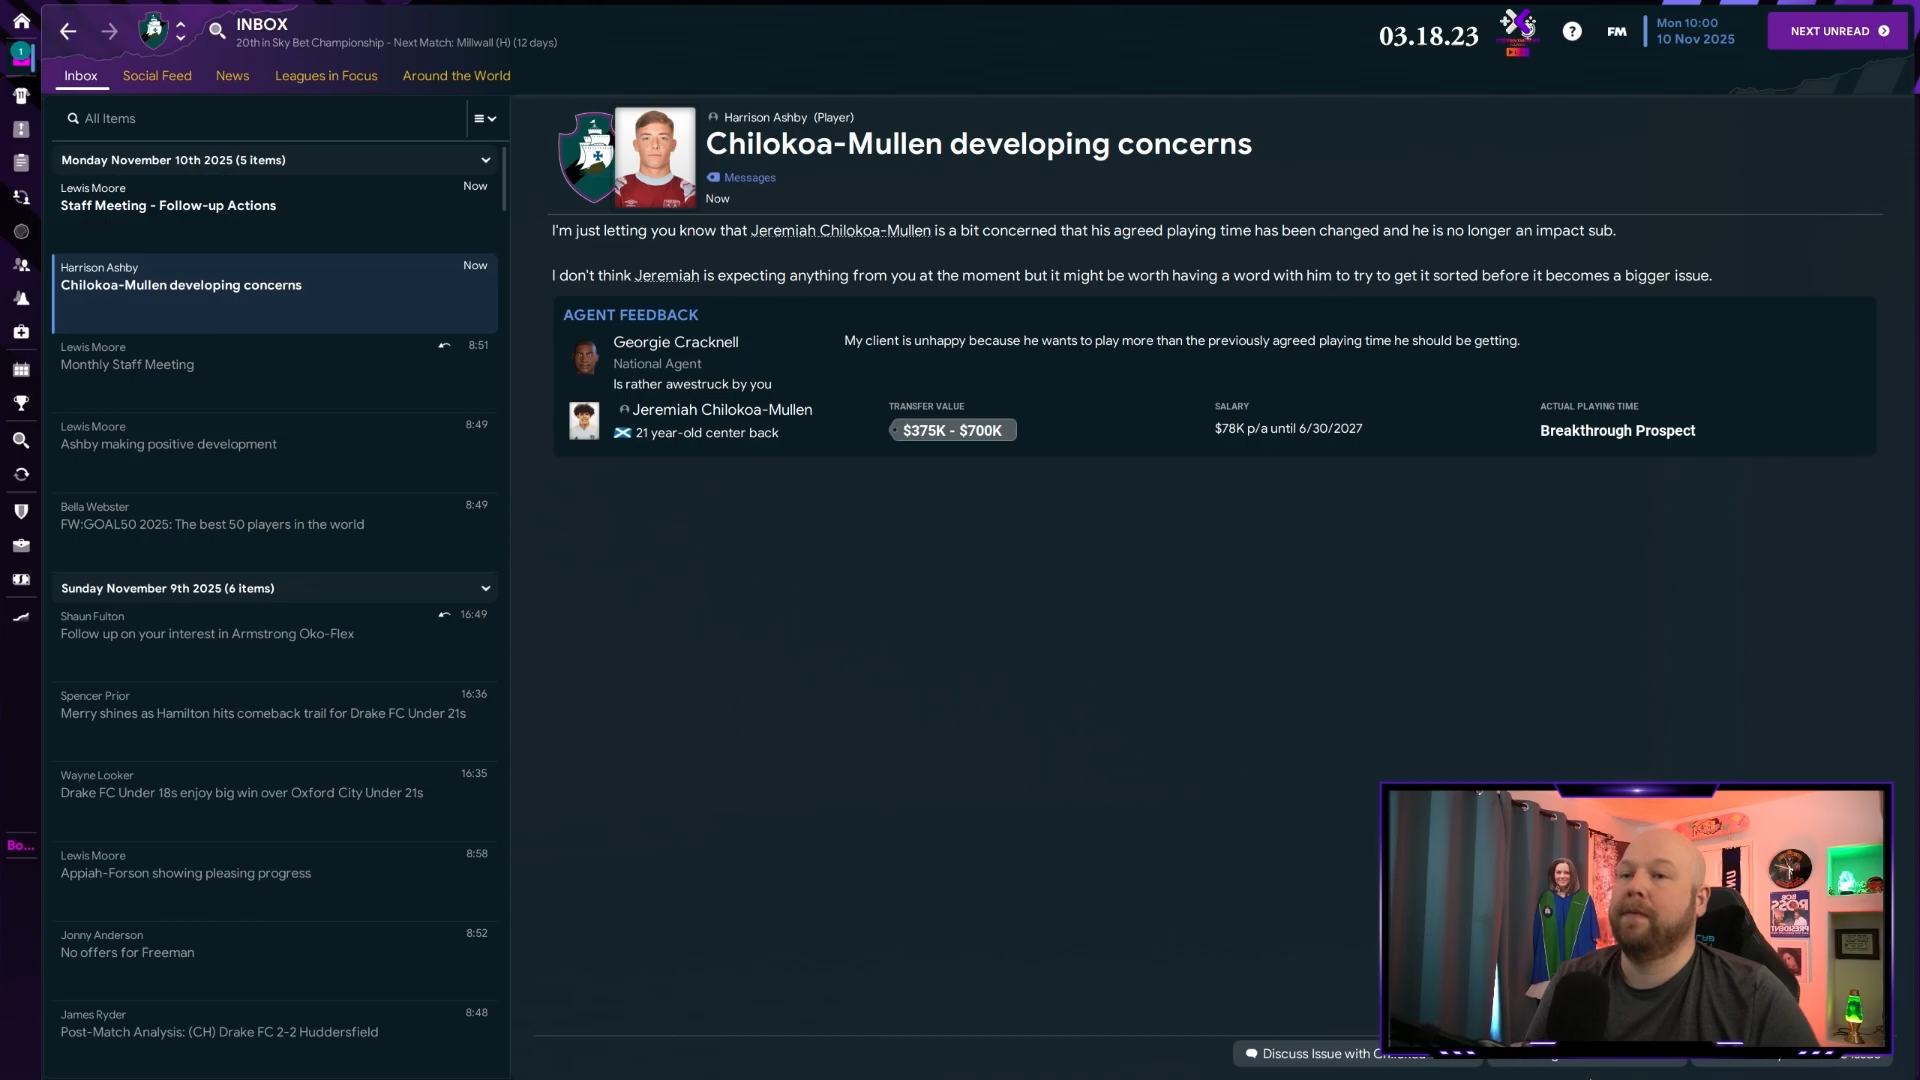 INBOX
20th in Sky Bet Championship - Next Match: Millwall (H) (12 days)
03.18.23
?
FM
Mon 10:00
10 Nov 2025
NEXT UNREAD
1
Inbox
Social Feed
News
Leagues in Focus
Around the World
All Items
Monday November 10th 2025 (5 items)
Lewis Moore
Now
Staff Meeting - Follow-up Actions
Harrison Ashby
Now
Chilokoa-Mullen developing concerns
Lewis Moore
8:51
Monthly Staff Meeting
Lewis Moore
8:49
Ashby making positive development
Bella Webster
8:49
FW:GOAL50 2025: The best 50 players in the world
Sunday November 9th 2025 (6 items)
Shaun Fulton
16:49
Follow up on your interest in Armstrong Oko-Flex
Spencer Prior
16:36
Merry shines as Hamilton hits comeback trail for Drake FC Under 21s
Wayne Looker
16:35
Drake FC Under 18s enjoy big win over Oxford City Under 21s
Lewis Moore
8:58
Appiah-Forson showing pleasing progress
Jonny Anderson
8:52
No offers for Freeman
James Ryder
8:48
Post-Match Analysis: (CH) Drake FC 2-2 Huddersfield
Bo...
Harrison Ashby (Player)
Chilokoa-Mullen developing concerns
Messages
Now
I'm just letting you know that Jeremiah Chilokoa-Mullen is a bit concerned that his agreed playing time has been changed and he is no longer an impact sub.
I don't think Jeremiah is expecting anything from you at the moment but it might be worth having a word with him to try to get it sorted before it becomes a bigger issue.
AGENT FEEDBACK
Georgie Cracknell
National Agent
Is rather awestruck by you
My client is unhappy because he wants to play more than the previously agreed playing time he should be getting.
Jeremiah Chilokoa-Mullen
21 year-old center back
TRANSFER VALUE
$375K - $700K
SALARY
$78K p/a until 6/30/2027
ACTUAL PLAYING TIME
Breakthrough Prospect
BOB
ROSS
PRESIDENT
Discuss Issue with